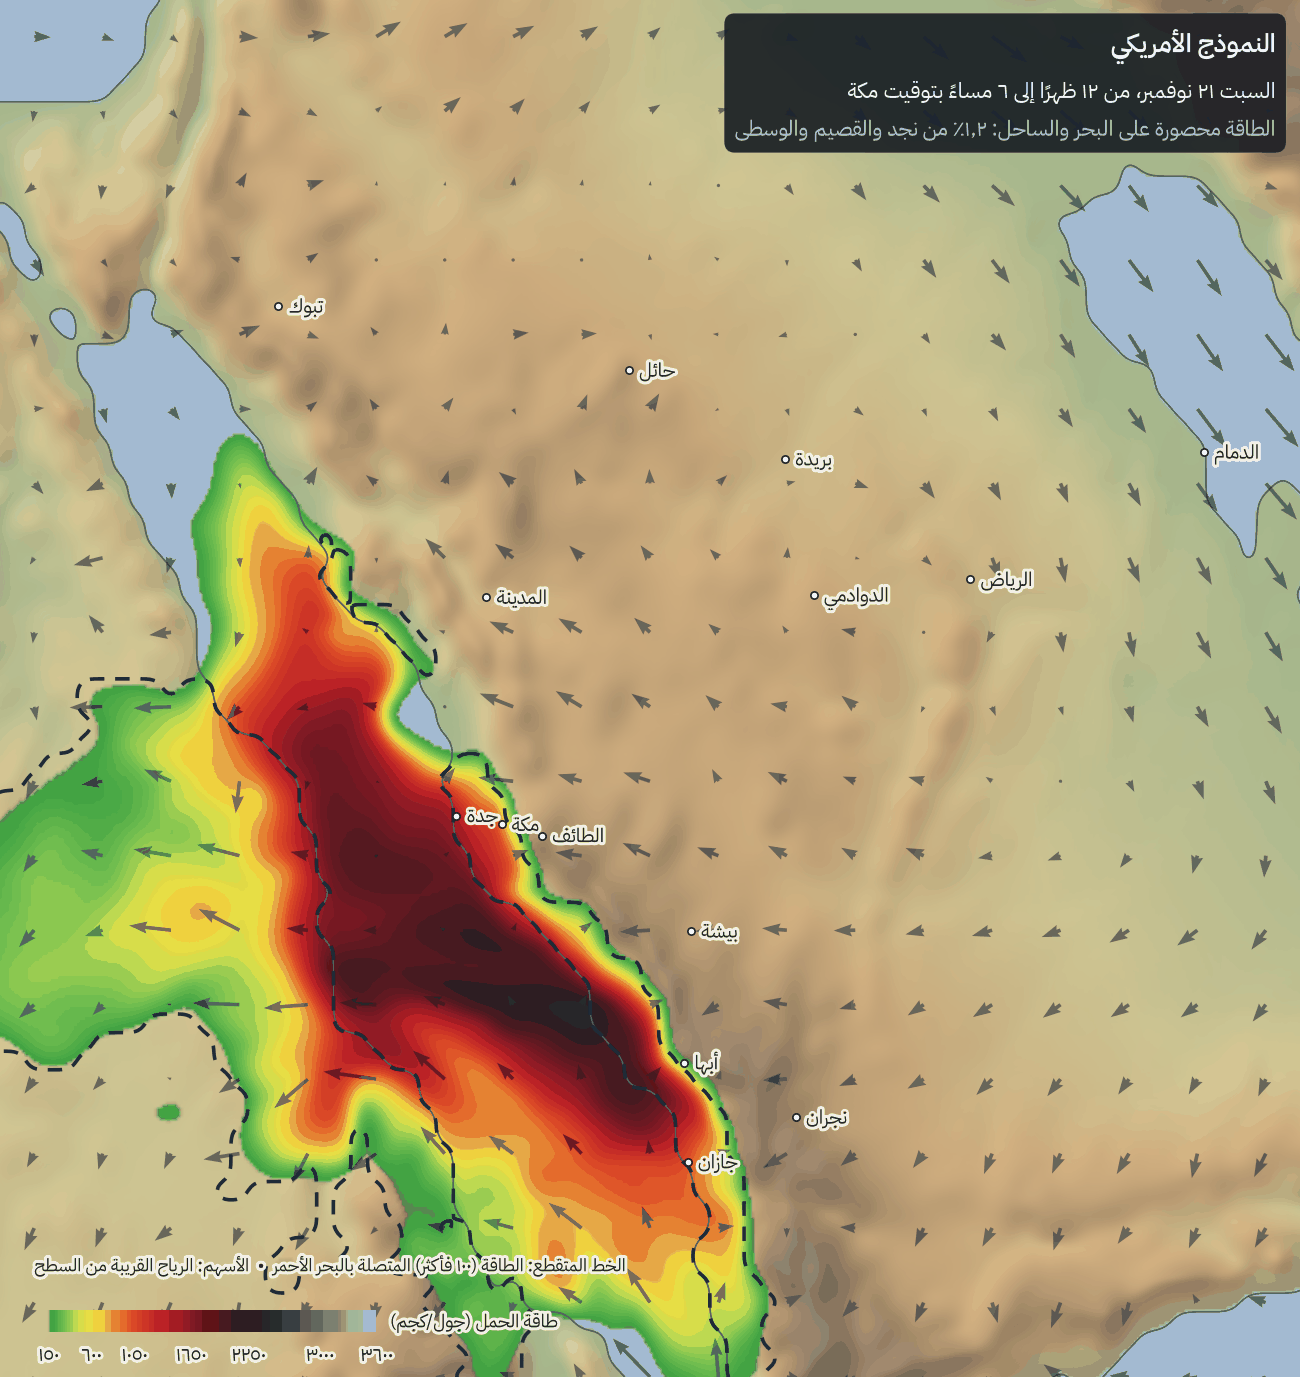 النموذج الأمريكي
السبت ٢١ نوفمبر، من ١٢ ظهرًا إلى ٦ مساءً بتوقيت مكة
الطاقة محصورة على البحر والساحل: ١,٢٪ من نجد والقصيم والوسطى
تبوك
حائل
الدمام
بريدة
الرياض
الدوادمي
المدينة
جدة
مكة
الطائف
بيشة
أبها
نجران
جازان
الخط المتقطع: الطاقة (١٠ فأكثر) المتصلة بالبحر الأحمر • الأسهم: الرياح القريبة من السطح
طاقة الحمل (جول/كجم)
١٥٠ ٦٠٠ ١٠٥٠ ١٦٥٠ ٢٢٥٠ ٣٠٠٠ ٣٦٠٠